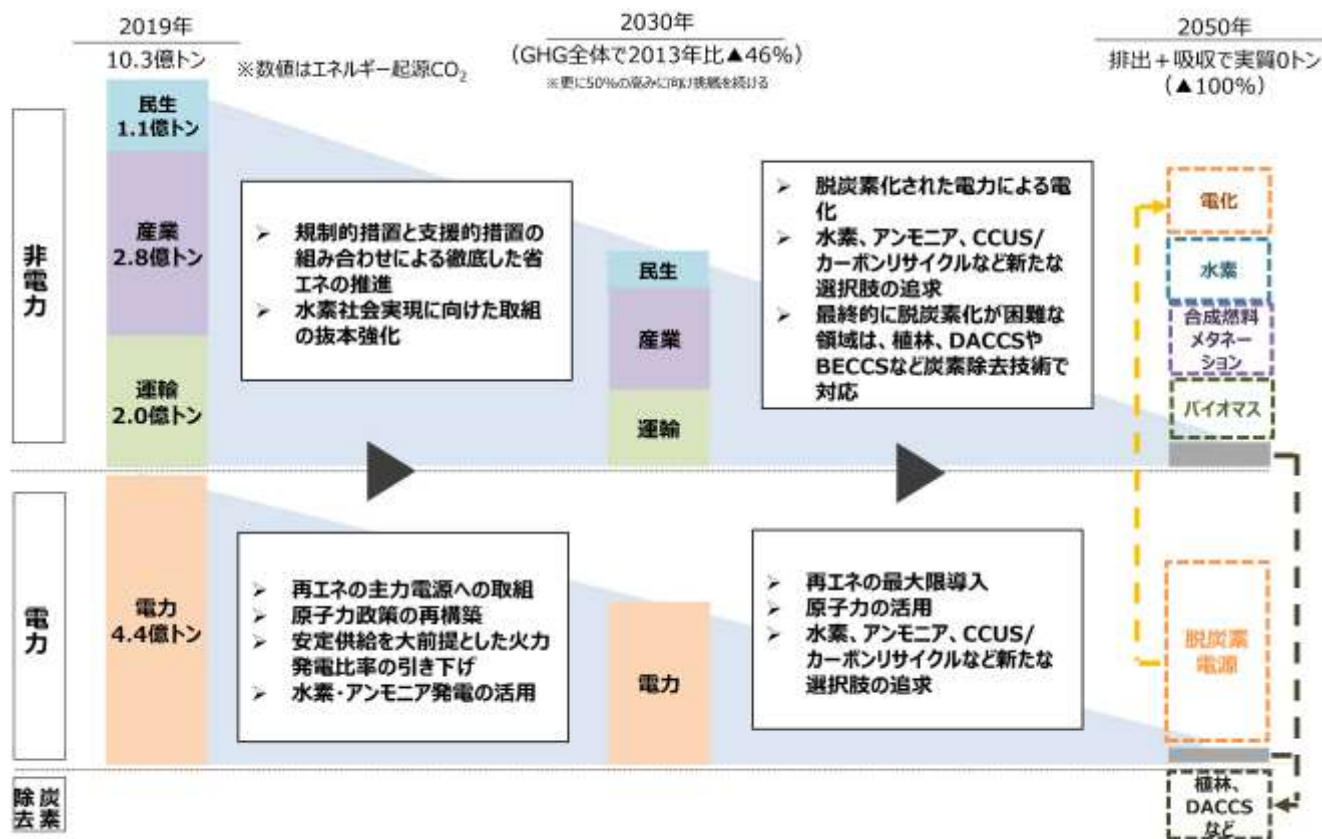 2019年
10.3億トン
※数値はエネルギー起源CO₂
2030年
(GHG全体で2013年比▲46%)
※更に50%の高みに向け挑戦を続ける
2050年
排出＋吸収で実質0トン
(▲100%)
非電力
民生
1.1億トン
産業
2.8億トン
運輸
2.0億トン
➢ 規制的措置と支援的措置の
組み合わせによる徹底した省
エネの推進
➢ 水素社会実現に向けた取組
の抜本強化
民生
産業
運輸
➢ 脱炭素化された電力による電
化
➢ 水素、アンモニア、CCUS/
カーボンリサイクルなど新たな
選択肢の追求
➢ 最終的に脱炭素化が困難な
領域は、植林、DACCSや
BECCSなど炭素除去技術で
対応
電化
水素
合成燃料
メタネー
ション
バイオマス
電力
電力
4.4億トン
➢ 再エネの主力電源への取組
➢ 原子力政策の再構築
➢ 安定供給を大前提とした火力
発電比率の引き下げ
➢ 水素・アンモニア発電の活用
電力
➢ 再エネの最大限導入
➢ 原子力の活用
➢ 水素、アンモニア、CCUS/
カーボンリサイクルなど新たな
選択肢の追求
脱炭素
電源
炭素
除去
植林、
DACCS
など